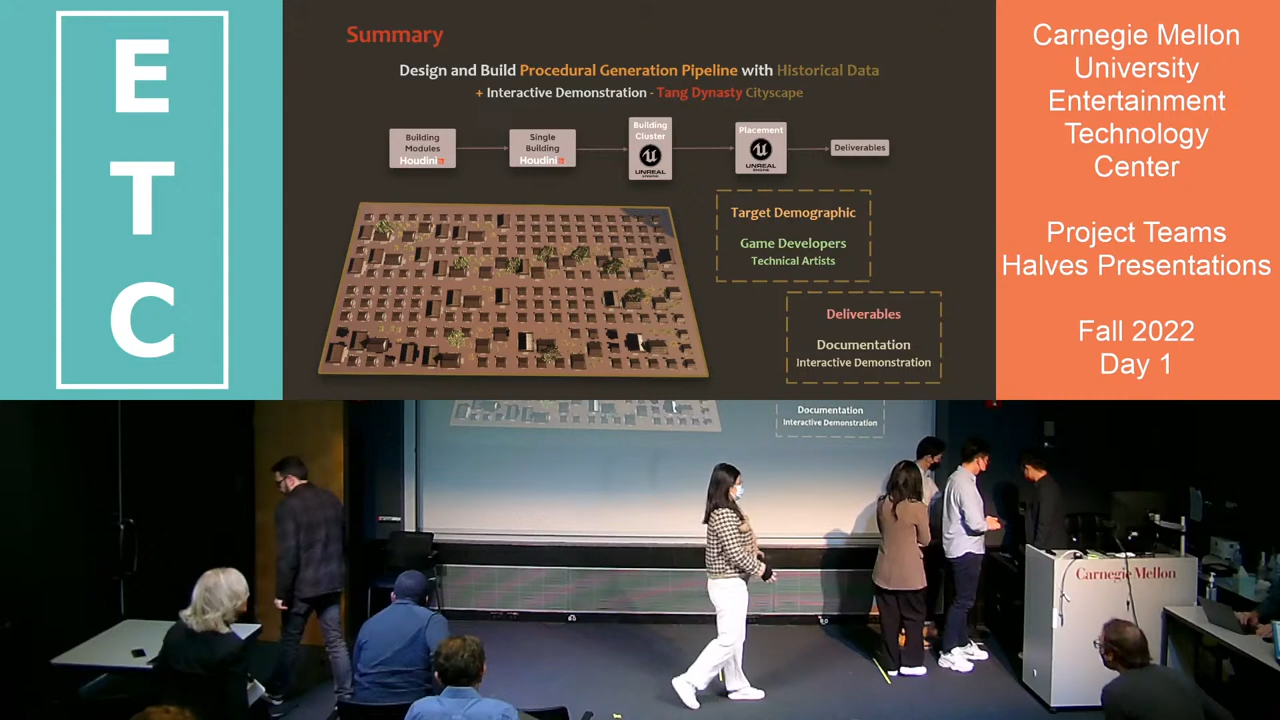 E
T
C
Summary
Design and Build Procedural Generation Pipeline with Historical Data
+ Interactive Demonstration - Tang Dynasty Cityscape
Building
Modules
Houdini
Single
Building
Houdini
Building
Cluster
UNREAL
ENGINE
Placement
UNREAL
ENGINE
Deliverables
Target Demographic
Game Developers
Technical Artists
Deliverables
Documentation
Interactive Demonstration
Carnegie Mellon
University
Entertainment
Technology
Center
Project Teams
Halves Presentations
Fall 2022
Day 1
Documentation
Interactive Demonstration
Carnegie Mellon